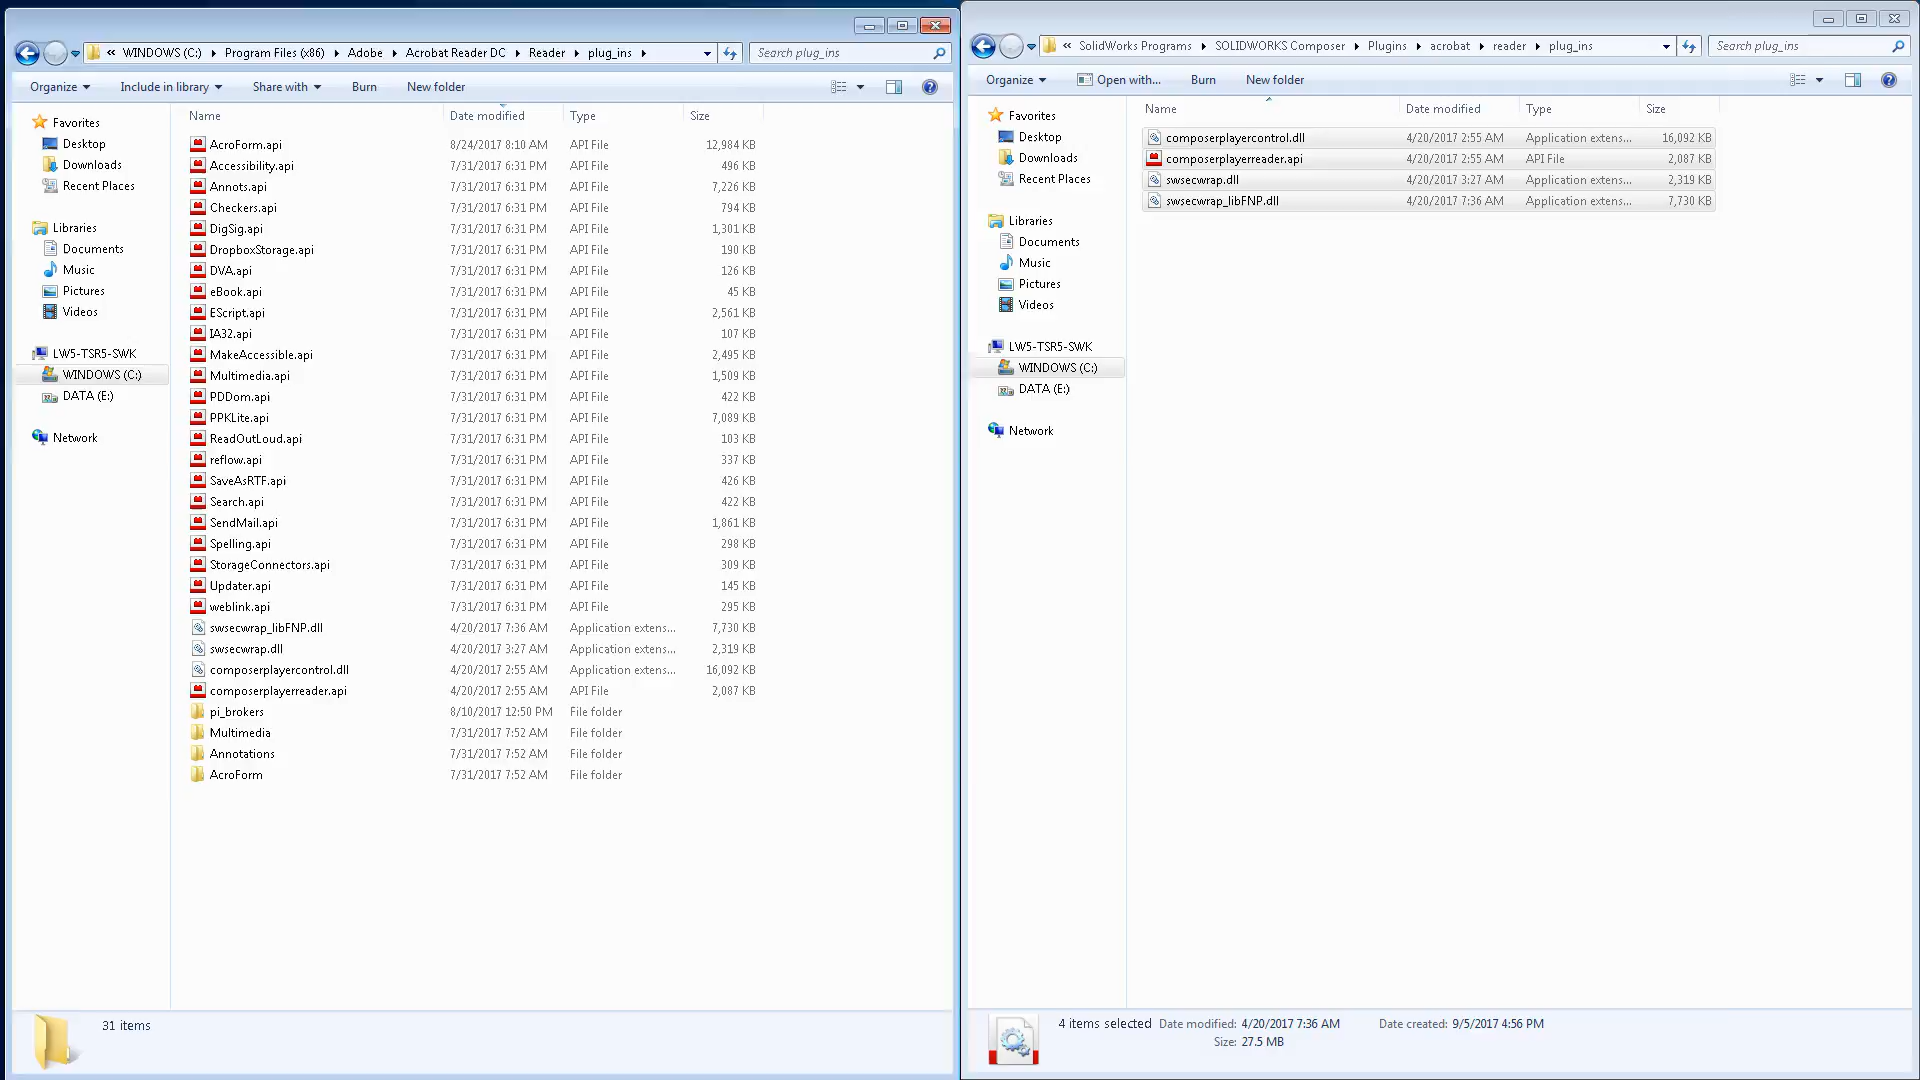 « WINDOWS (C:) Program Files (x86) Adobe Acrobat Reader DC Reader plug_ins Search plug_ins
Organize Include in library Share with Burn New folder
Favorites
Desktop
Downloads
Recent Places
Libraries
Documents
Music
Pictures
Videos
LW5-TSR5-SWK
WINDOWS (C:)
DATA (E:)
Network
Name Date modified Type Size
AcroForm.api 8/24/2017 8:10 AM API File 12,984 KB
Accessibility.api 7/31/2017 6:31 PM API File 496 KB
Annots.api 7/31/2017 6:31 PM API File 7,226 KB
Checkers.api 7/31/2017 6:31 PM API File 794 KB
DigSig.api 7/31/2017 6:31 PM API File 1,301 KB
DropboxStorage.api 7/31/2017 6:31 PM API File 190 KB
DVA.api 7/31/2017 6:31 PM API File 126 KB
eBook.api 7/31/2017 6:31 PM API File 45 KB
EScript.api 7/31/2017 6:31 PM API File 2,561 KB
IA32.api 7/31/2017 6:31 PM API File 107 KB
MakeAccessible.api 7/31/2017 6:31 PM API File 2,495 KB
Multimedia.api 7/31/2017 6:31 PM API File 1,509 KB
PDDom.api 7/31/2017 6:31 PM API File 422 KB
PPKLite.api 7/31/2017 6:31 PM API File 7,089 KB
ReadOutLoud.api 7/31/2017 6:31 PM API File 103 KB
reflow.api 7/31/2017 6:31 PM API File 337 KB
SaveAsRTF.api 7/31/2017 6:31 PM API File 426 KB
Search.api 7/31/2017 6:31 PM API File 422 KB
SendMail.api 7/31/2017 6:31 PM API File 1,861 KB
Spelling.api 7/31/2017 6:31 PM API File 298 KB
StorageConnectors.api 7/31/2017 6:31 PM API File 309 KB
Updater.api 7/31/2017 6:31 PM API File 145 KB
weblink.api 7/31/2017 6:31 PM API File 295 KB
swsecwrap_libFNP.dll 4/20/2017 7:36 AM Application extens... 7,730 KB
swsecwrap.dll 4/20/2017 3:27 AM Application extens... 2,319 KB
composerplayercontrol.dll 4/20/2017 2:55 AM Application extens... 16,092 KB
composerplayerreader.api 4/20/2017 2:55 AM API File 2,087 KB
pi_brokers 8/10/2017 12:50 PM File folder
Multimedia 7/31/2017 7:52 AM File folder
Annotations 7/31/2017 7:52 AM File folder
AcroForm 7/31/2017 7:52 AM File folder
31 items
« SolidWorks Programs SOLIDWORKS Composer Plugins acrobat reader plug_ins Search plug_ins
Organize Open with... Burn New folder
Favorites
Desktop
Downloads
Recent Places
Libraries
Documents
Music
Pictures
Videos
LW5-TSR5-SWK
WINDOWS (C:)
DATA (E:)
Network
Name Date modified Type Size
composerplayercontrol.dll 4/20/2017 2:55 AM Application extens... 16,092 KB
composerplayerreader.api 4/20/2017 2:55 AM API File 2,087 KB
swsecwrap.dll 4/20/2017 3:27 AM Application extens... 2,319 KB
swsecwrap_libFNP.dll 4/20/2017 7:36 AM Application extens... 7,730 KB
4 items selected Date modified: 4/20/2017 7:36 AM Date created: 9/5/2017 4:56 PM
Size: 27.5 MB